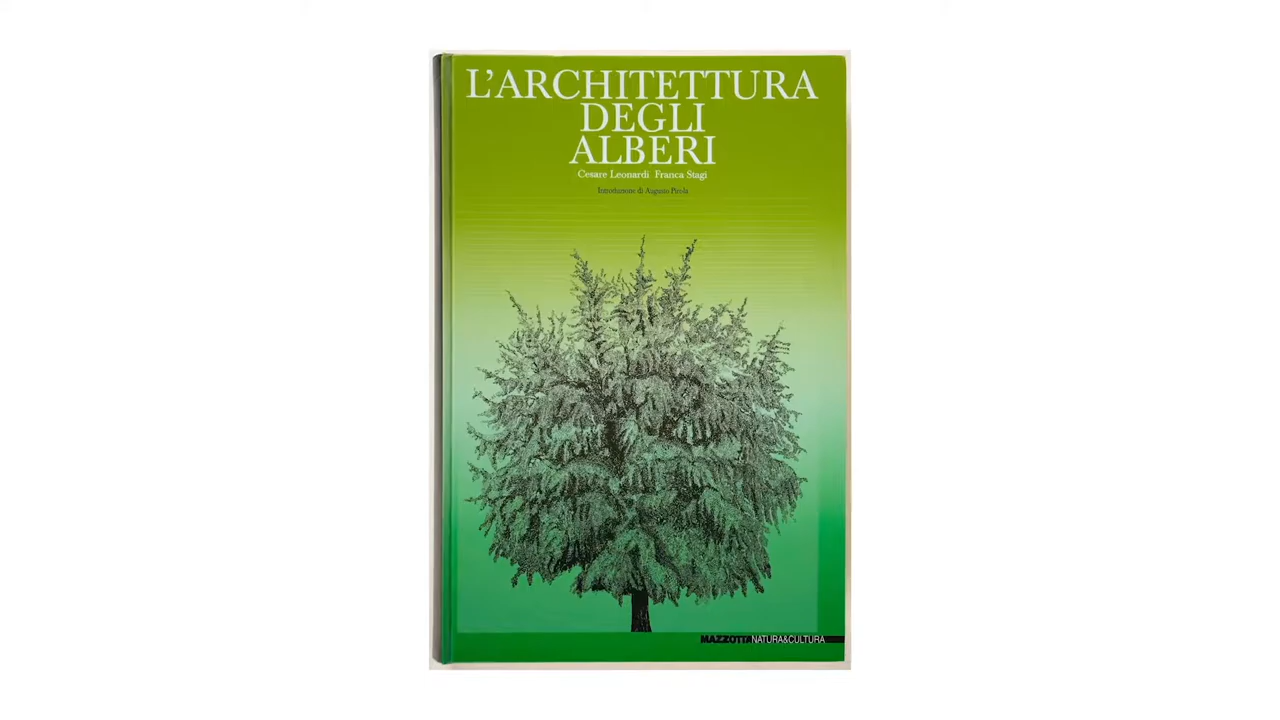 L'ARCHITETTURA
DEGLI
ALBERI
Cesare Leonardi Franca Stagi
Introduzione di Augusto Pirola
MAZZOTTA NATURA&CULTURA